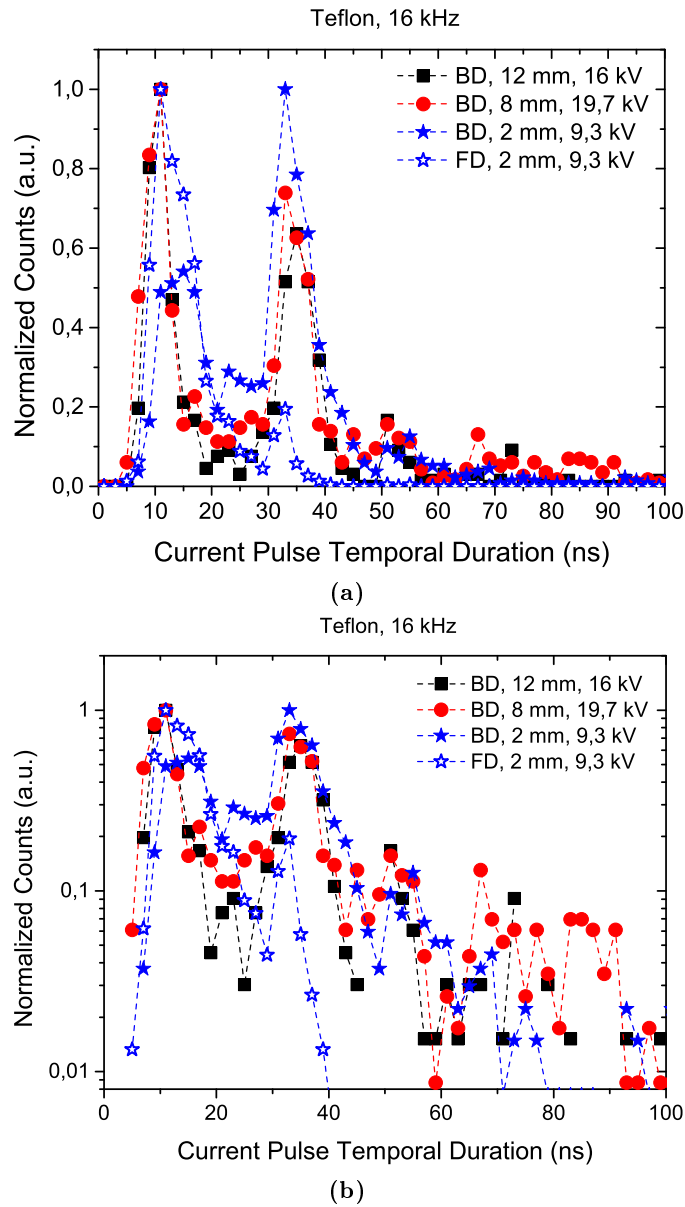 Teflon, 16 kHz
BD, 12 mm, 16 kV
BD, 8 mm, 19,7 kV
BD, 2 mm, 9,3 kV
FD, 2 mm, 9,3 kV
1,0
0,8
0,6
0,4
0,2
0,0
Normalized Counts (a.u.)
0 10 20 30 40 50 60 70 80 90 100
Current Pulse Temporal Duration (ns)
(a)
Teflon, 16 kHz
BD, 12 mm, 16 kV
BD, 8 mm, 19,7 kV
BD, 2 mm, 9,3 kV
FD, 2 mm, 9,3 kV
1
0,1
0,01
Normalized Counts (a.u.)
0 20 40 60 80 100
Current Pulse Temporal Duration (ns)
(b)